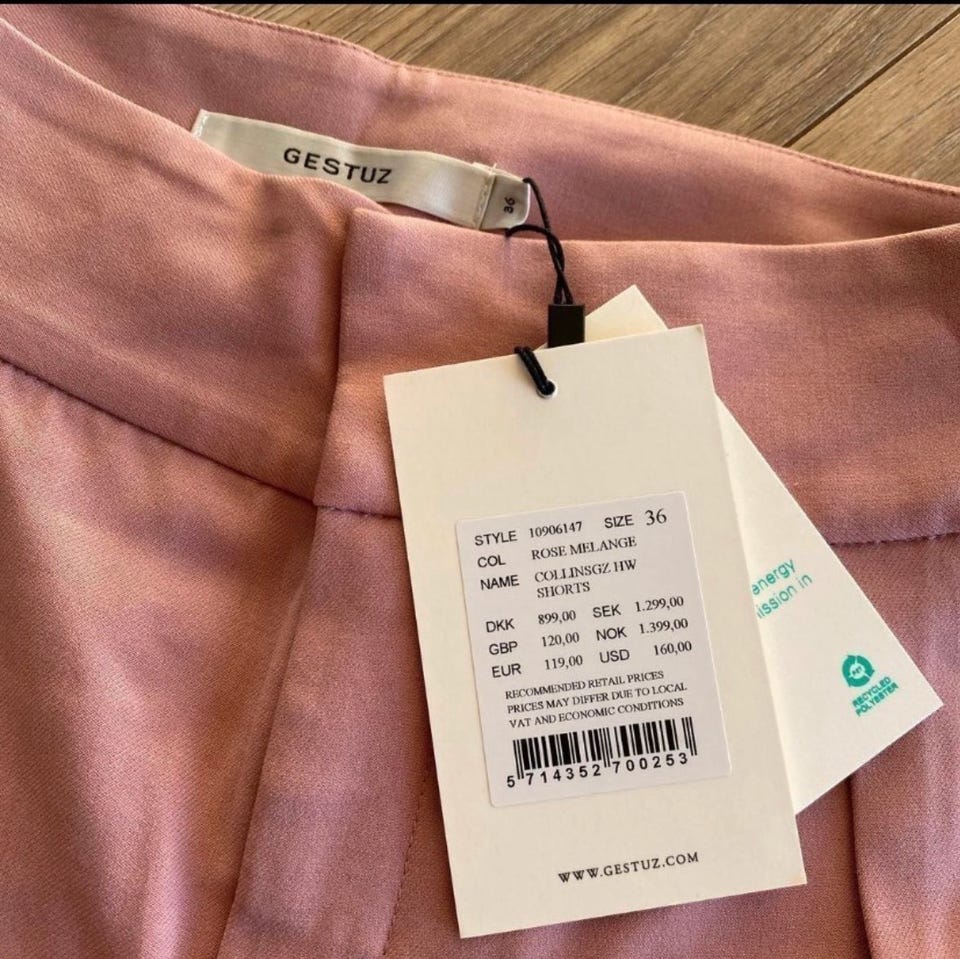 GESTUZ
36
STYLE 10906147 SIZE 36
COL ROSE MELANGE
NAME COLLINSGZ HW
SHORTS
DKK 899,00 SEK 1.299,00
GBP 120,00 NOK 1.399,00
EUR 119,00 USD 160,00
RECOMMENDED RETAIL PRICES
PRICES MAY DIFFER DUE TO LOCAL
VAT AND ECONOMIC CONDITIONS
5 714352 700253
WWW.GESTUZ.COM
energy
in
RECYCLED
POLYESTER